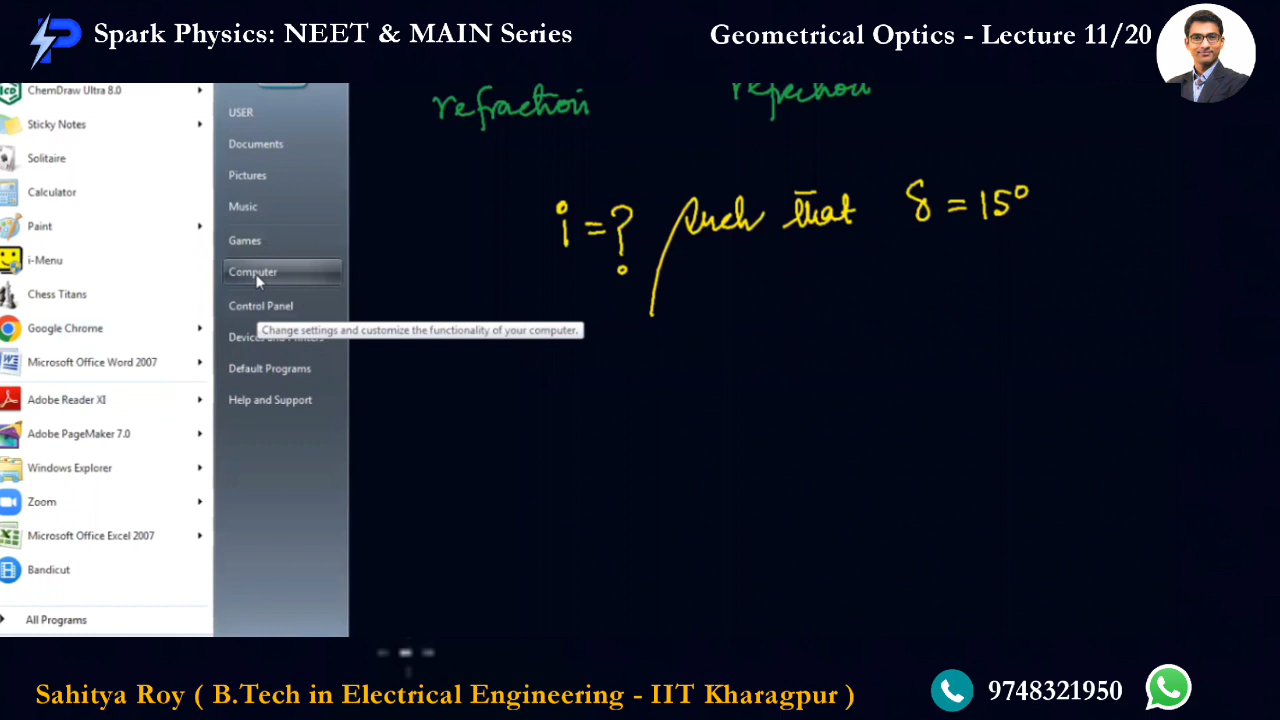 Spark Physics: NEET & MAIN Series
Geometrical Optics - Lecture 11/20
refraction
i = ? such that δ = 15°
ChemDraw Ultra 8.0
Sticky Notes
Solitaire
Calculator
Paint
i-Menu
Chess Titans
Google Chrome
Microsoft Office Word 2007
Adobe Reader XI
Adobe PageMaker 7.0
Windows Explorer
Zoom
Microsoft Office Excel 2007
Bandicut
All Programs
USER
Documents
Pictures
Music
Games
Computer
Control Panel
Change settings and customize the functionality of your computer.
Default Programs
Help and Support
Sahitya Roy ( B.Tech in Electrical Engineering - IIT Kharagpur )
9748321950